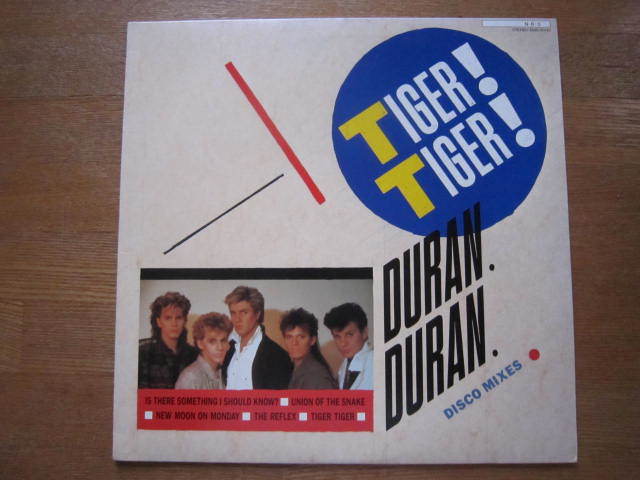 TIGER!
TIGER!
DURAN.
DURAN.
DISCO MIXES
IS THERE SOMETHING I SHOULD KNOW? UNION OF THE SNAKE
NEW MOON ON MONDAY THE REFLEX TIGER TIGER